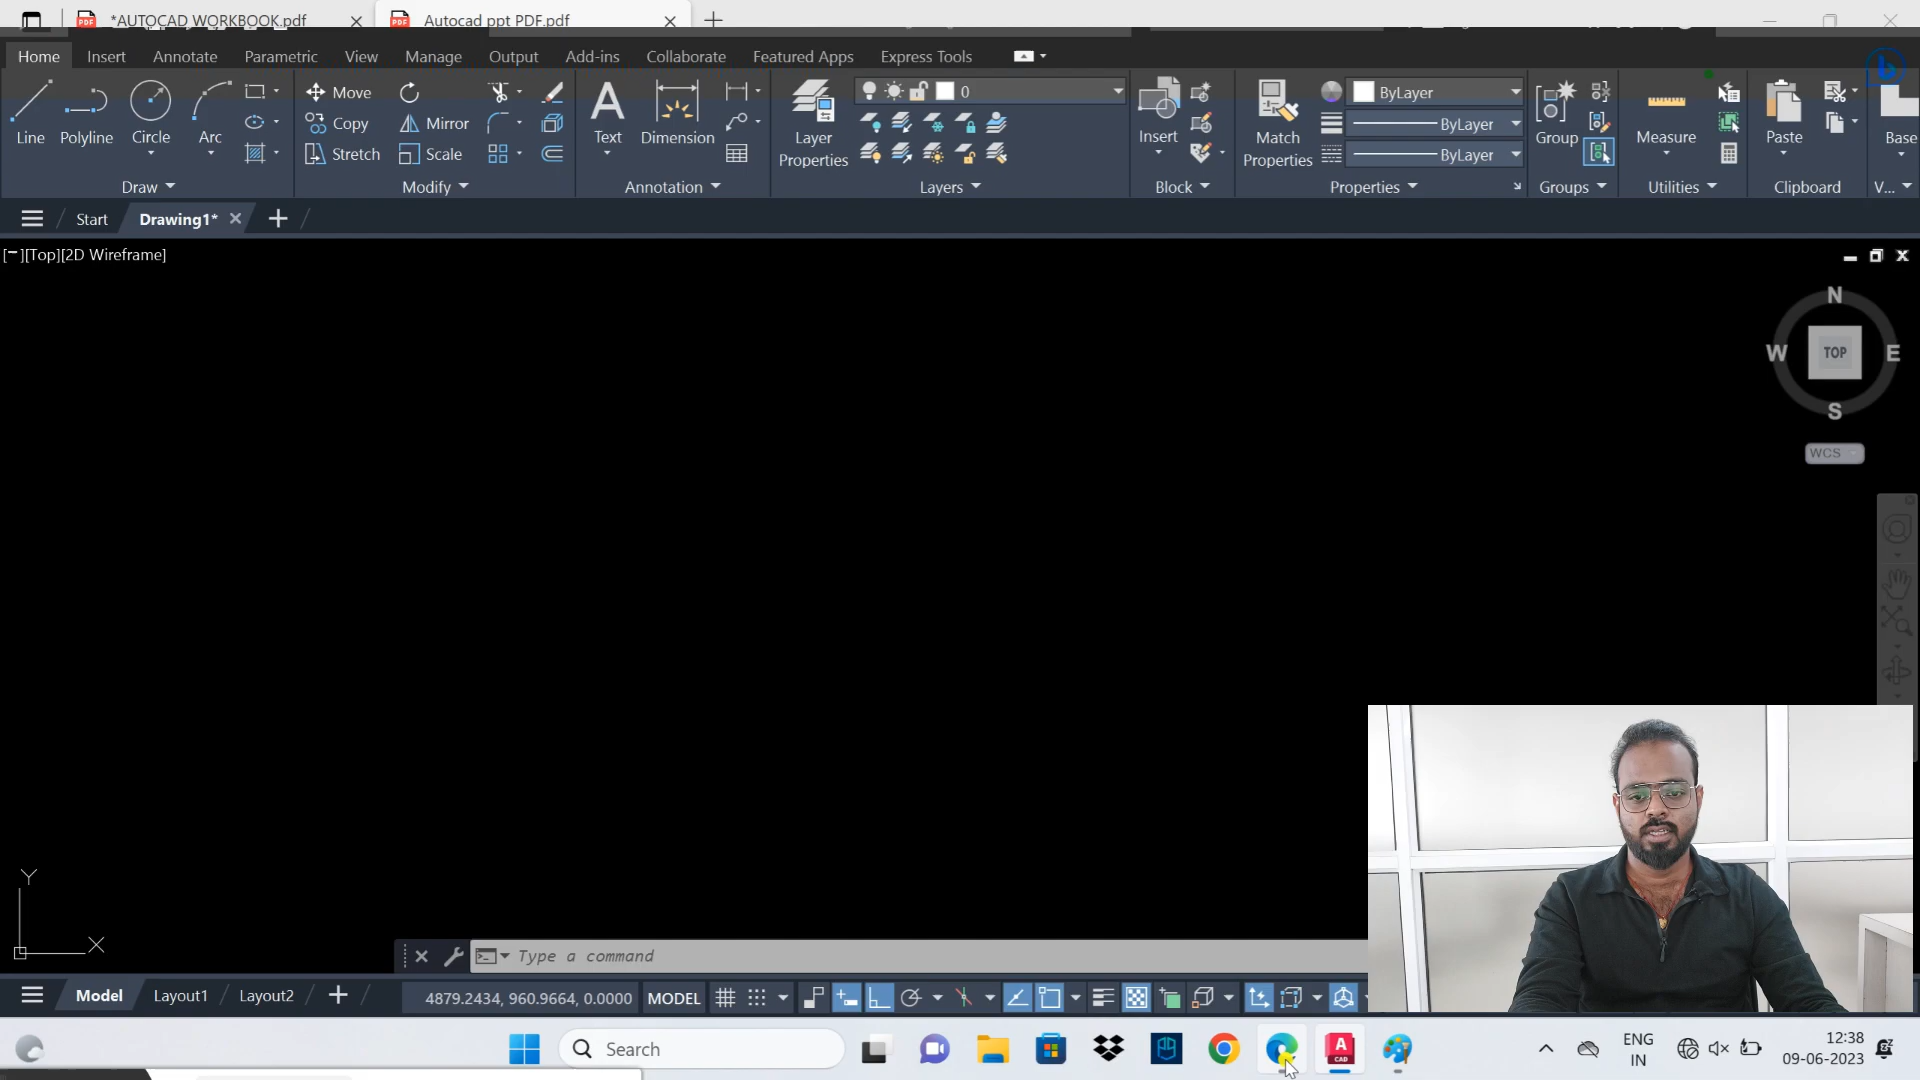 *AUTOCAD WORKBOOK.pdf
Autocad ppt PDF.pdf
Home Insert Annotate Parametric View Manage Output Add-ins Collaborate Featured Apps Express Tools
Line Polyline Circle Arc
Move
Copy Mirror
Stretch Scale
Text Dimension
Layer Properties
0
Insert
Match Properties
ByLayer
ByLayer
ByLayer
Group Measure Paste Base
Draw Modify Annotation Layers Block Properties Groups Utilities Clipboard V...
Start Drawing1*
[−][Top][2D Wireframe]
N
W TOP E
S
WCS
Y
X
Type a command
Model Layout1 Layout2 4879.2434, 960.9664, 0.0000 MODEL
Search
A
CAD
ENG
IN
12:38
09-06-2023